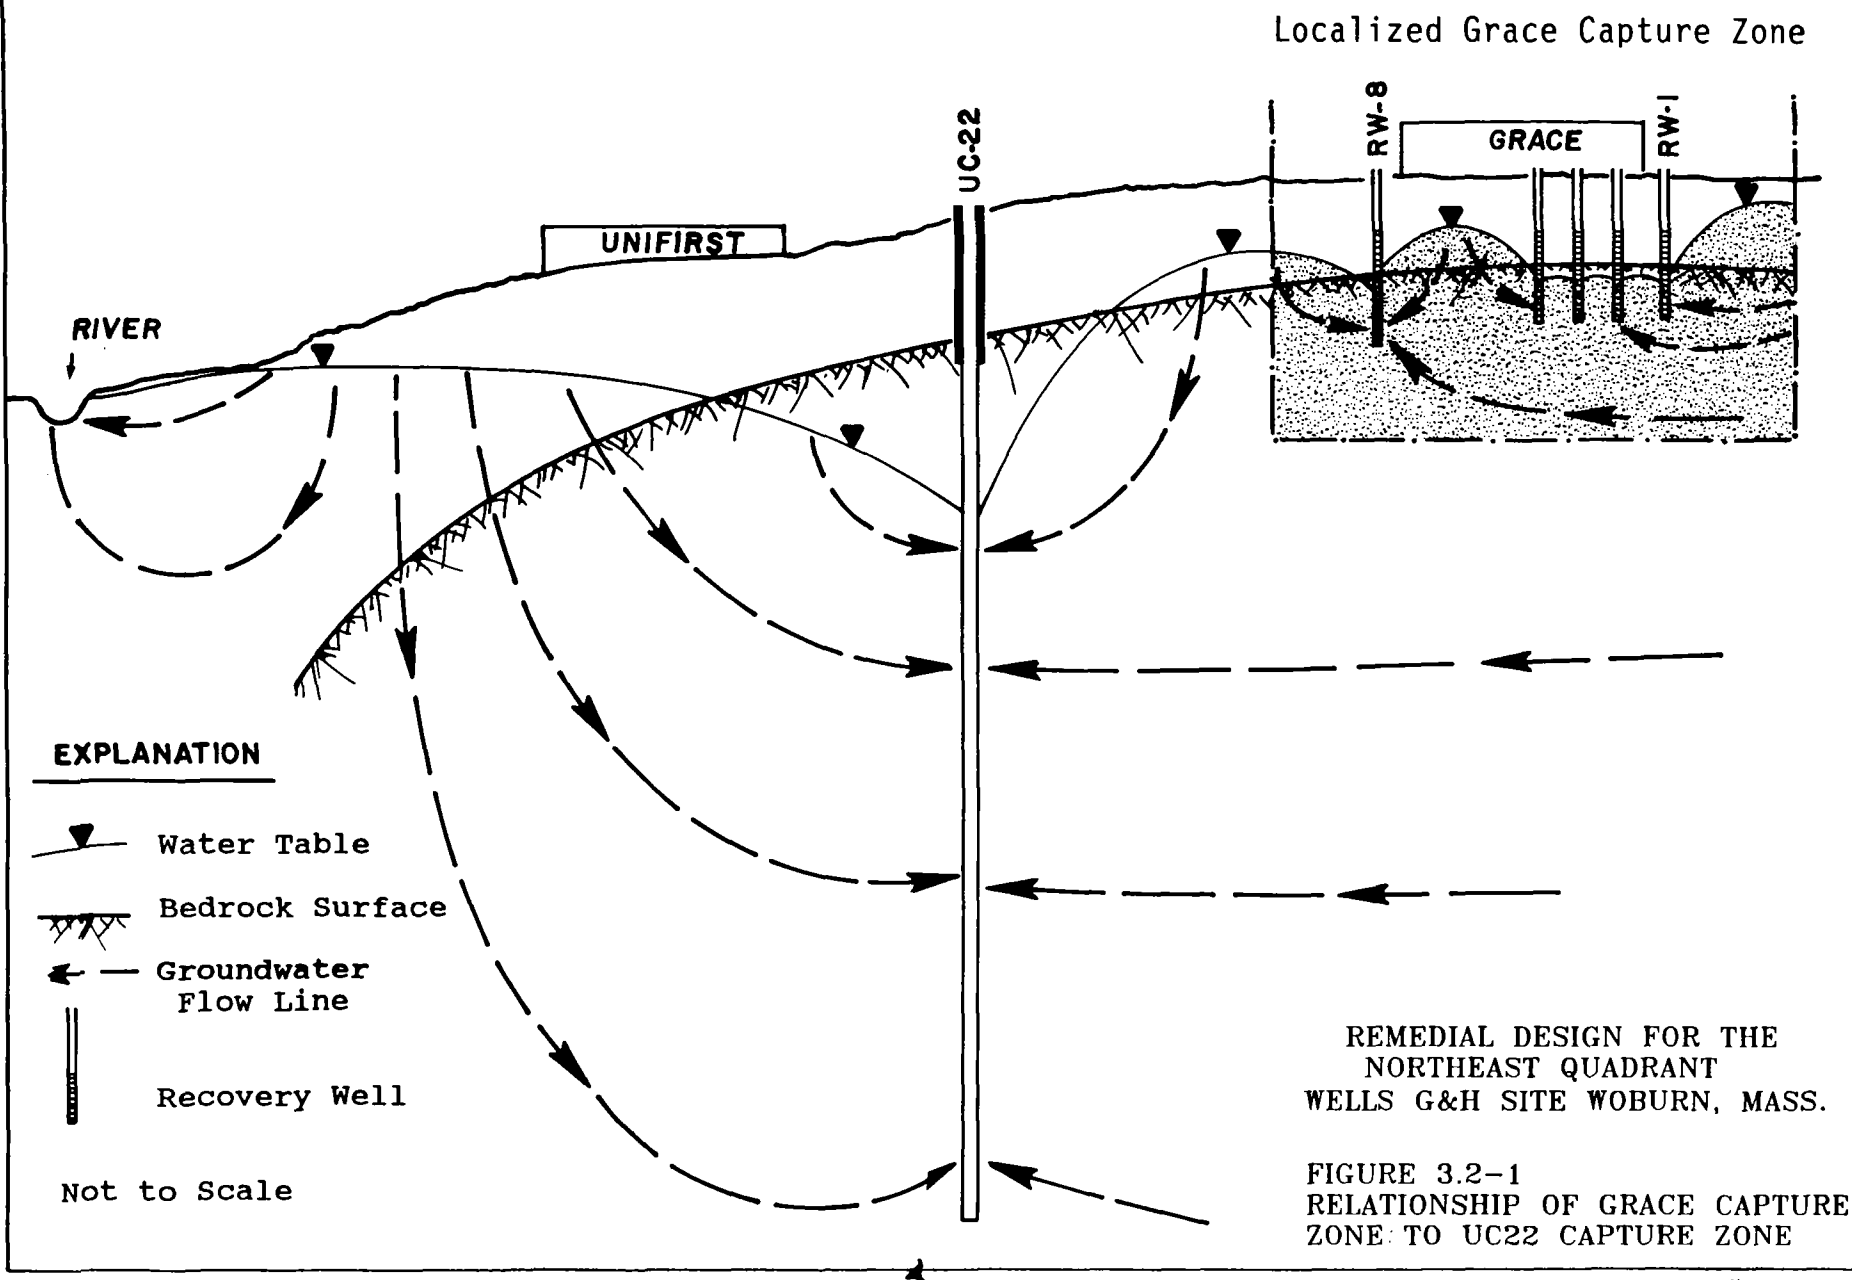 Localized Grace Capture Zone
RW-8
GRACE
RW-1
UC-22
UNIFIRST
RIVER
EXPLANATION
Water Table
Bedrock Surface
Groundwater
Flow Line
Recovery Well
Not to Scale
REMEDIAL DESIGN FOR THE
NORTHEAST QUADRANT
WELLS G&H SITE WOBURN, MASS.
FIGURE 3.2-1
RELATIONSHIP OF GRACE CAPTURE
ZONE TO UC22 CAPTURE ZONE